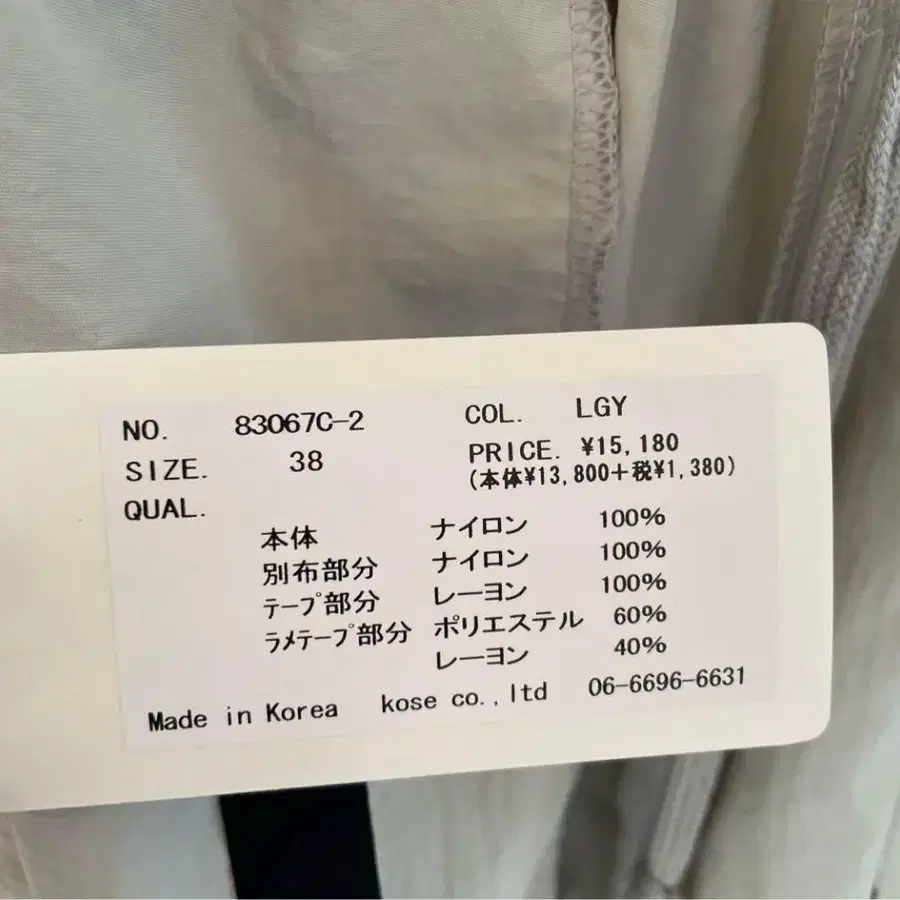 NO. 83067C-2 COL. LGY
SIZE. 38 PRICE. ¥15,180
(本体¥13,800+税¥1,380)
QUAL.
本体 ナイロン 100%
別布部分 ナイロン 100%
テープ部分 レーヨン 100%
ラメテープ部分 ポリエステル 60%
レーヨン 40%
Made in Korea kose co.,ltd 06-6696-6631